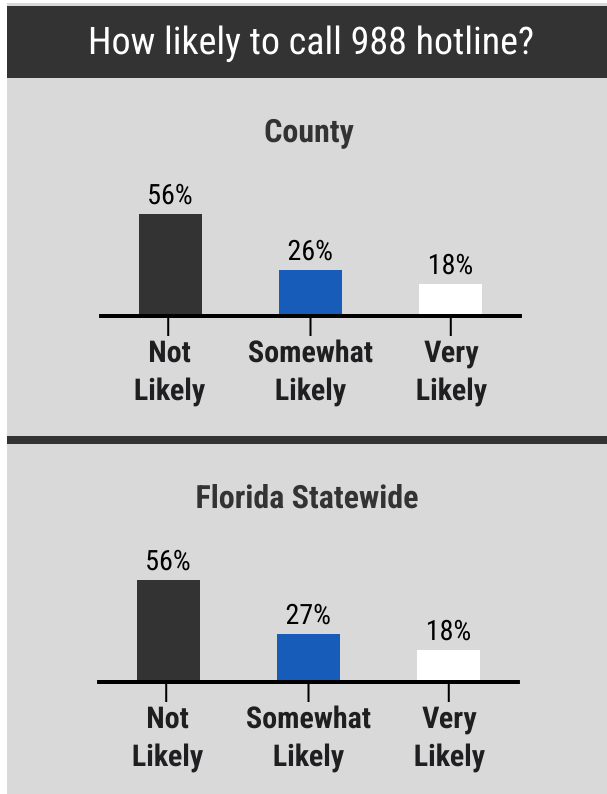 How likely to call 988 hotline?
County
56%
26%
18%
Not Likely
Somewhat Likely
Very Likely
Florida Statewide
56%
27%
18%
Not Likely
Somewhat Likely
Very Likely